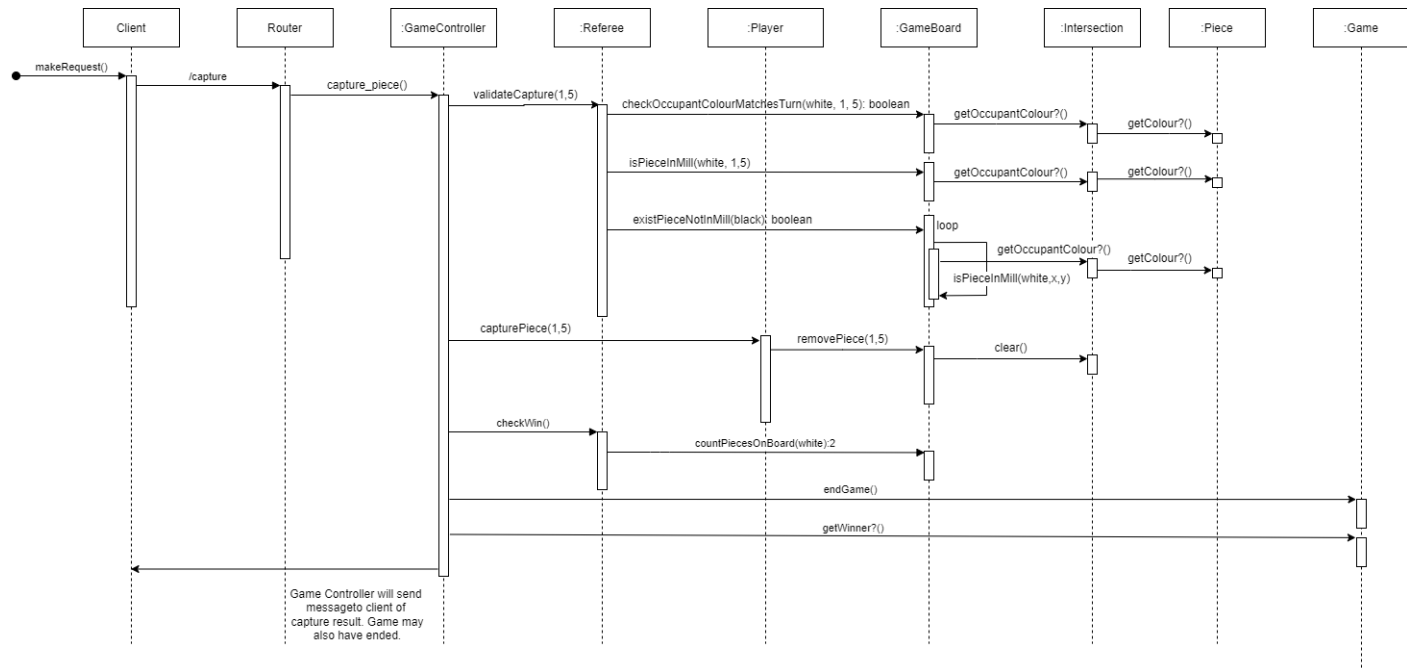 Client
Router
:GameController
:Referee
:Player
:GameBoard
:Intersection
:Piece
:Game
makeRequest()
/capture
capture_piece()
validateCapture(1,5)
checkOccupantColourMatchesTurn(white, 1, 5): boolean
getOccupantColour?()
getColour?()
isPieceInMill(white, 1,5)
getOccupantColour?()
getColour?()
existPieceNotInMill(black): boolean
loop
getOccupantColour?()
getColour?()
isPieceInMill(white,x,y)
capturePiece(1,5)
removePiece(1,5)
clear()
checkWin()
countPiecesOnBoard(white):2
endGame()
getWinner?()
Game Controller will send
messageto client of
capture result. Game may
also have ended.